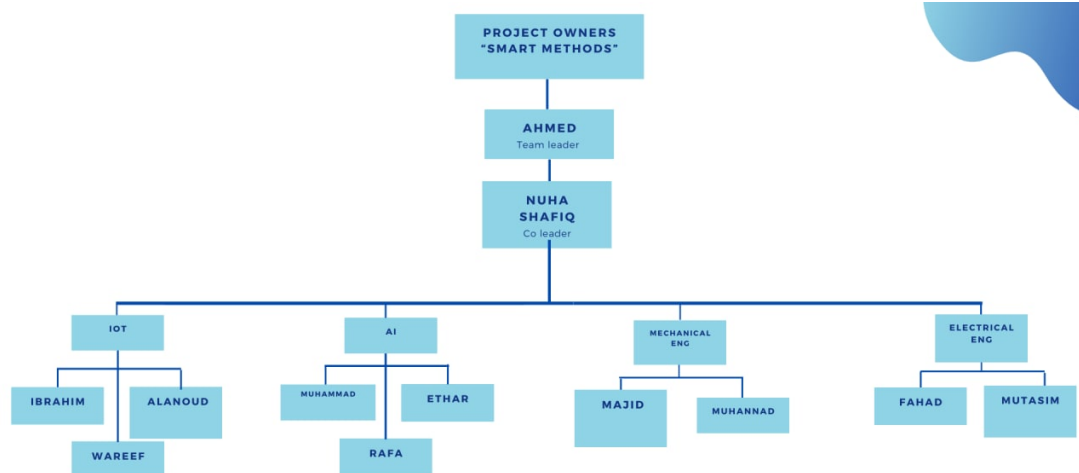 PROJECT OWNERS
“SMART METHODS”
AHMED
Team leader
NUHA
SHAFIQ
Co leader
IOT
AI
MECHANICAL
ENG
ELECTRICAL
ENG
IBRAHIM
ALANOUD
WAREEF
MUHAMMAD
ETHAR
RAFA
MAJID
MUHANNAD
FAHAD
MUTASIM